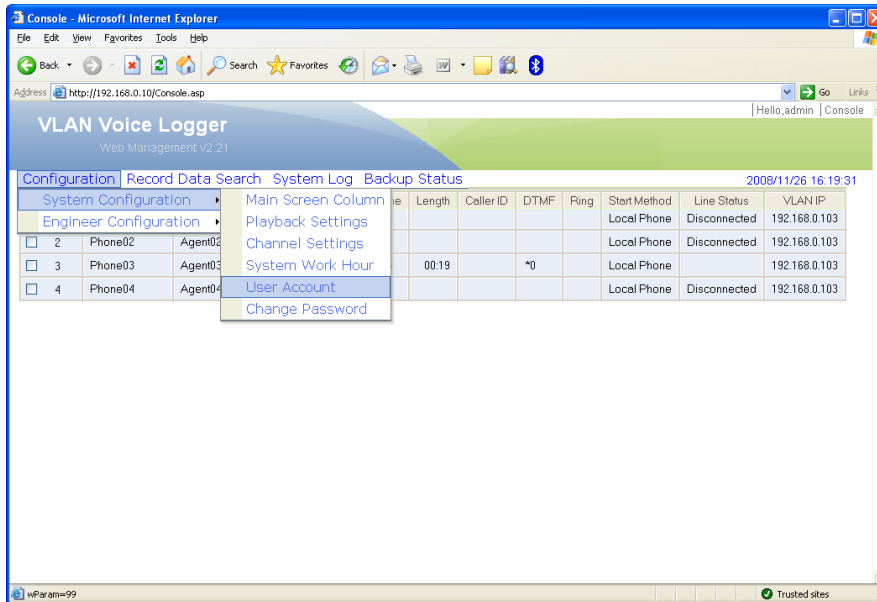 Console - Microsoft Internet Explorer
File Edit View Favorites Tools Help
Back Search Favorites
Address http://192.168.0.10/Console.asp Go Links
Hello,admin | Console
VLAN Voice Logger
Web Management v2.21
Configuration Record Data Search System Log Backup Status 2008/11/26 16:19:31
System Configuration
Engineer Configuration
Main Screen Column
Playback Settings
Channel Settings
System Work Hour
User Account
Change Password
Length Caller ID DTMF Ring Start Method Line Status VLAN IP
Local Phone Disconnected 192.168.0.103
2 Phone02 Agent02 Local Phone Disconnected 192.168.0.103
3 Phone03 Agent03 00:19 *0 Local Phone 192.168.0.103
4 Phone04 Agent04 Local Phone Disconnected 192.168.0.103
wParam=99 Trusted sites